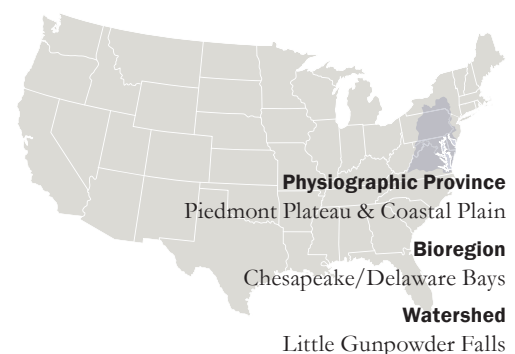 Physiographic Province
Piedmont Plateau & Coastal Plain
Bioregion
Chesapeake/Delaware Bays
Watershed
Little Gunpowder Falls